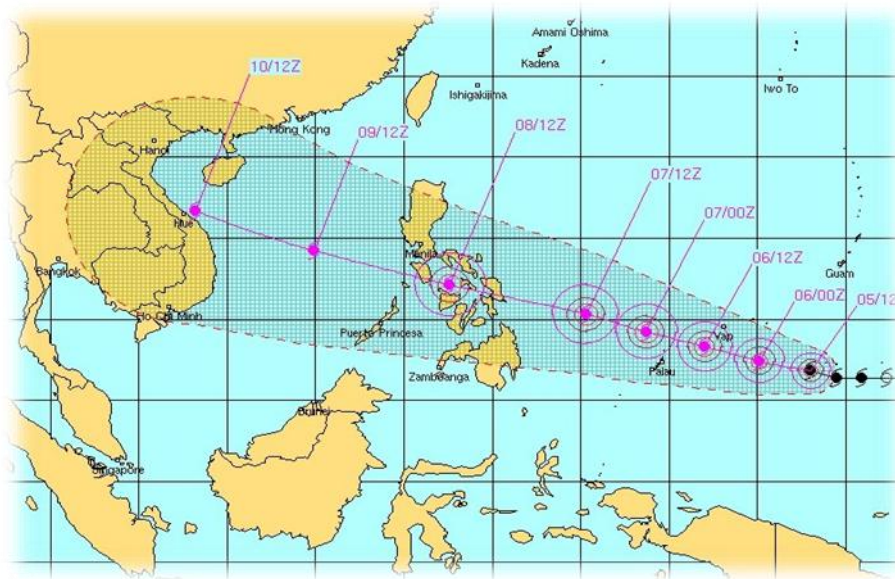 Amami Oshima
Kadena
10/12Z
Iwo To
Ishigakijima
Hong Kong
09/12Z
08/12Z
Hanoi
07/12Z
07/00Z
Hue
Manila
06/12Z
Guam
Bangkok
06/00Z
05/12
Ho Chi Minh
Yap
Puerto Princesa
Palau
Zamboanga
Brunei
Singapore